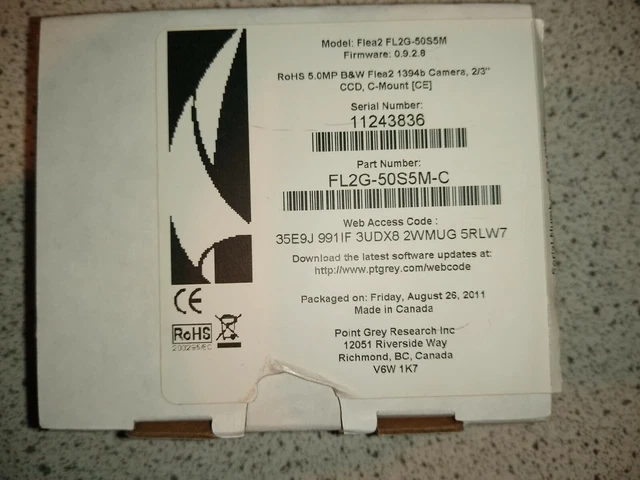 Model: Flea2 FL2G-50S5M
Firmware: 0.9.2.8
RoHS 5.0MP B&W Flea2 1394b Camera, 2/3"
CCD, C-Mount [CE]
Serial Number:
11243836
Part Number:
FL2G-50S5M-C
Web Access Code :
35E9J 991IF 3UDX8 2WMUG 5RLW7
Download the latest software updates at:
http://www.ptgrey.com/webcode
Packaged on: Friday, August 26, 2011
Made in Canada
Point Grey Research Inc
12051 Riverside Way
Richmond, BC, Canada
V6W 1K7
CE
RoHS
2002/95/EC